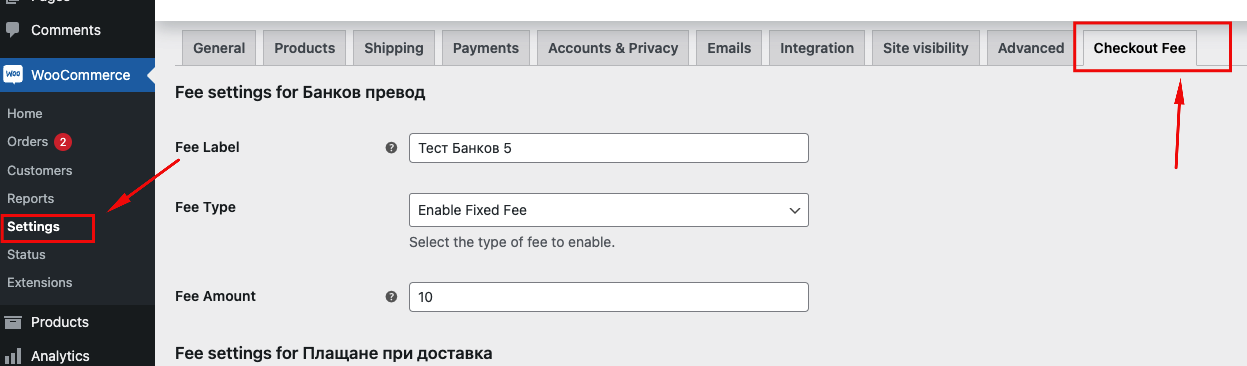 Pages
Comments
WooCommerce
Home
Orders 2
Customers
Reports
Settings
Status
Extensions
Products
Analytics
General
Products
Shipping
Payments
Accounts & Privacy
Emails
Integration
Site visibility
Advanced
Checkout Fee
Fee settings for Банков превод
Fee Label
?
Тест Банков 5
Fee Type
Enable Fixed Fee
Select the type of fee to enable.
Fee Amount
?
10
Fee settings for Плащане при доставка